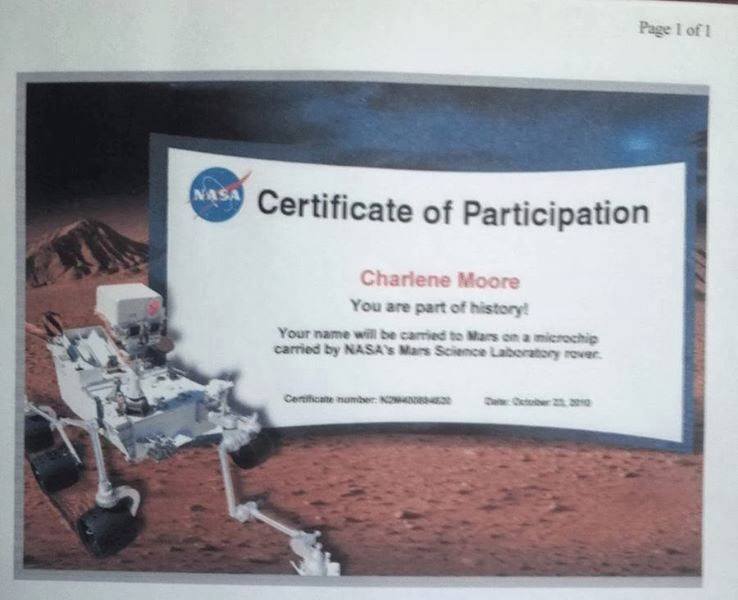 Page 1 of 1
NASA
Certificate of Participation
Charlene Moore
You are part of history!
Your name will be carried to Mars on a microchip
carried by NASA's Mars Science Laboratory rover.
Certificate number:
Date: October 23, 2010